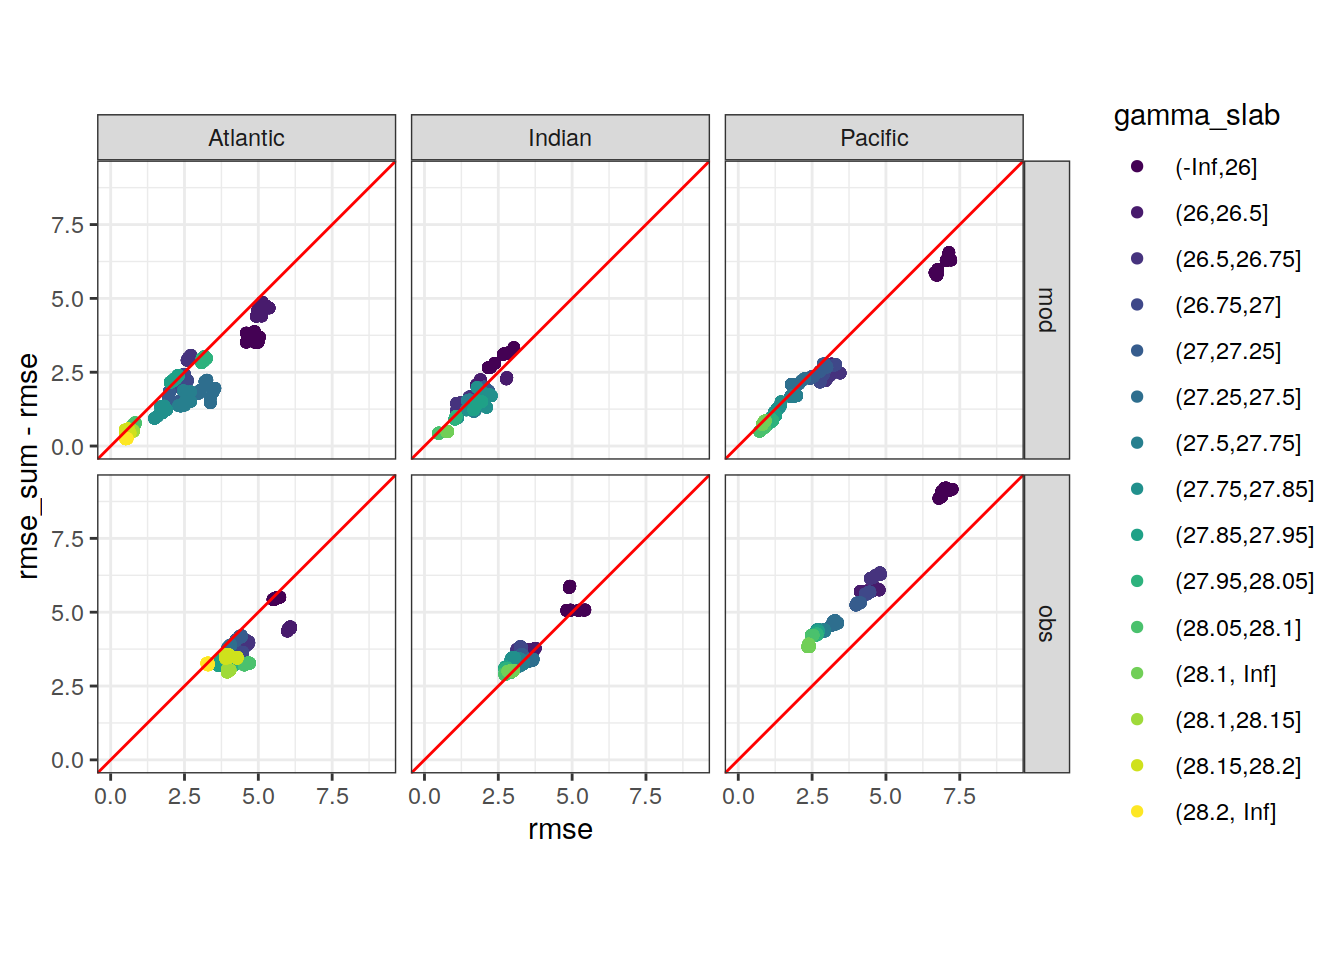 Atlantic
Indian
Pacific
mod
obs
rmse_sum - rmse
7.5
5.0
2.5
0.0
7.5
5.0
2.5
0.0
0.0 2.5 5.0 7.5
0.0 2.5 5.0 7.5
0.0 2.5 5.0 7.5
rmse
gamma_slab
(-Inf,26]
(26,26.5]
(26.5,26.75]
(26.75,27]
(27,27.25]
(27.25,27.5]
(27.5,27.75]
(27.75,27.85]
(27.85,27.95]
(27.95,28.05]
(28.05,28.1]
(28.1, Inf]
(28.1,28.15]
(28.15,28.2]
(28.2, Inf]